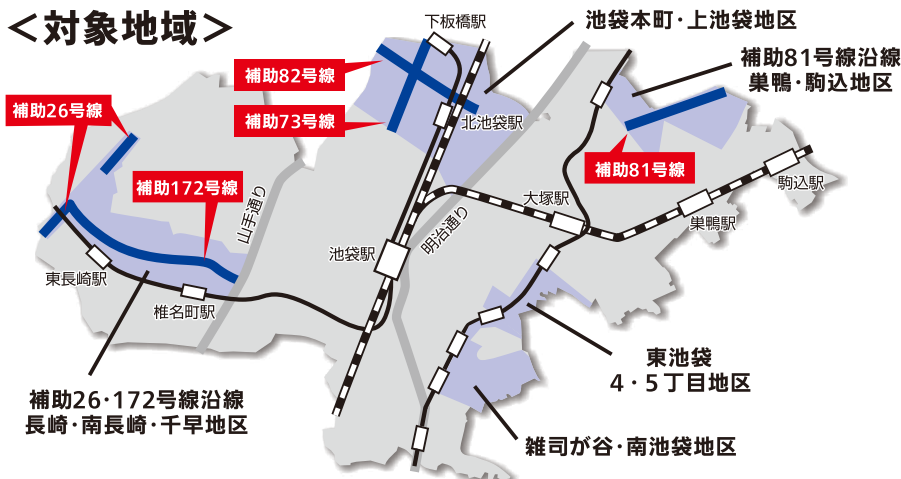 ＜対象地域＞
下板橋駅
池袋本町･上池袋地区
補助82号線
補助73号線
北池袋駅
補助81号線沿線
巣鴨･駒込地区
補助81号線
補助26号線
補助172号線
山手通り
明治通り
大塚駅
巣鴨駅
駒込駅
池袋駅
東長崎駅
椎名町駅
補助26･172号線沿線
長崎･南長崎･千早地区
東池袋
4・5丁目地区
雑司が谷･南池袋地区